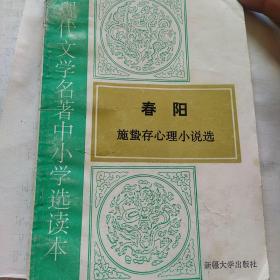 现代文学名著中小学选读本
春阳
施蛰存心理小说选
新疆大学出版社